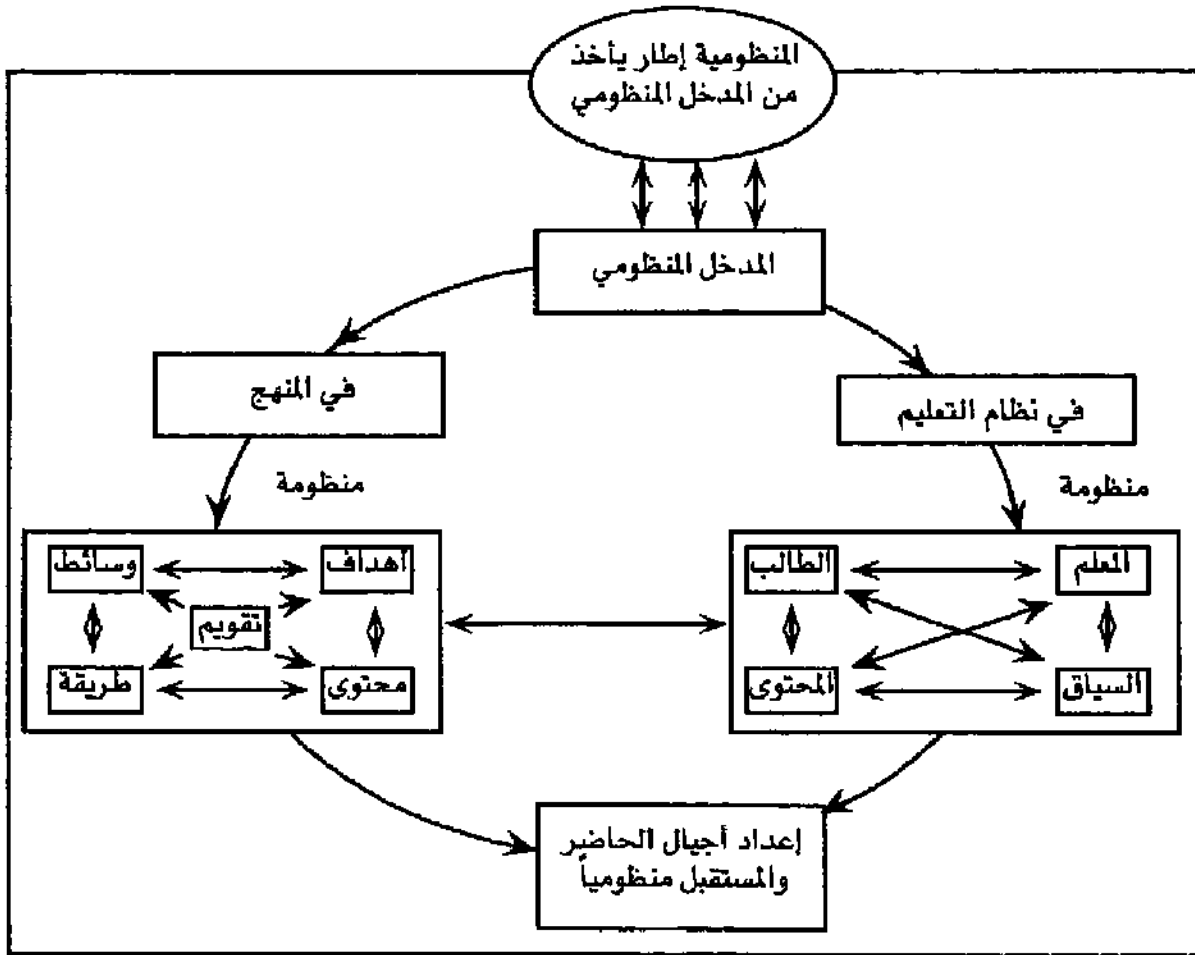 المنظومية إطار يأخذ
من المدخل المنظومي
المدخل المنظومي
في نظام التعليم
في المنهج
منظومة
منظومة
المعلم
الطالب
السياق
المحتوى
أهداف
وسائط
تقويم
محتوى
طريقة
إعداد أجيال الحاضر
والمستقبل منظومياً